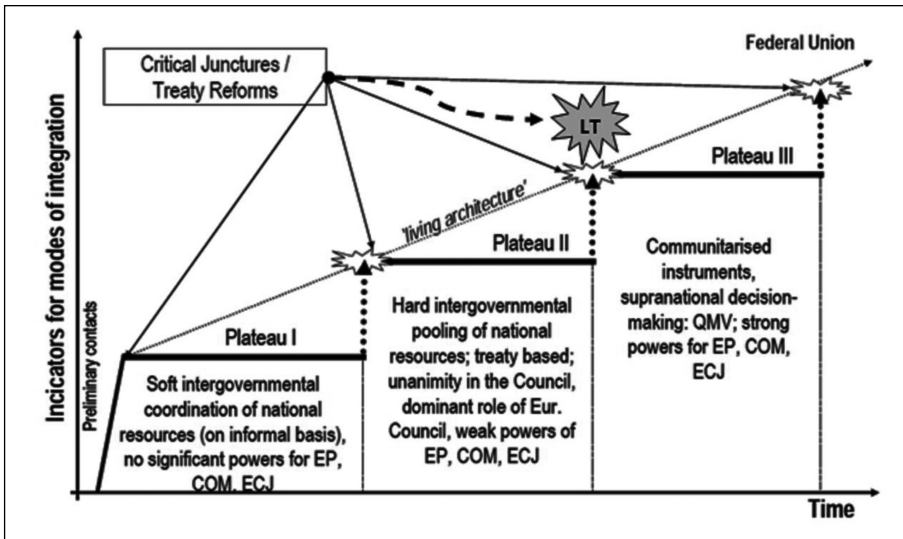 Critical Junctures /
Treaty Reforms
Federal Union
LT
Plateau III
'living architecture'
Plateau II
Communitarised
instruments,
supranational decision-
making: QMV; strong
powers for EP, COM,
ECJ
Hard intergovernmental
pooling of national
resources; treaty based;
unanimity in the Council,
dominant role of Eur.
Council, weak powers of
EP, COM, ECJ
Plateau I
Soft intergovernmental
coordination of national
resources (on informal basis),
no significant powers for EP,
COM, ECJ
Preliminary contacts
Incicators for modes of integration
Time